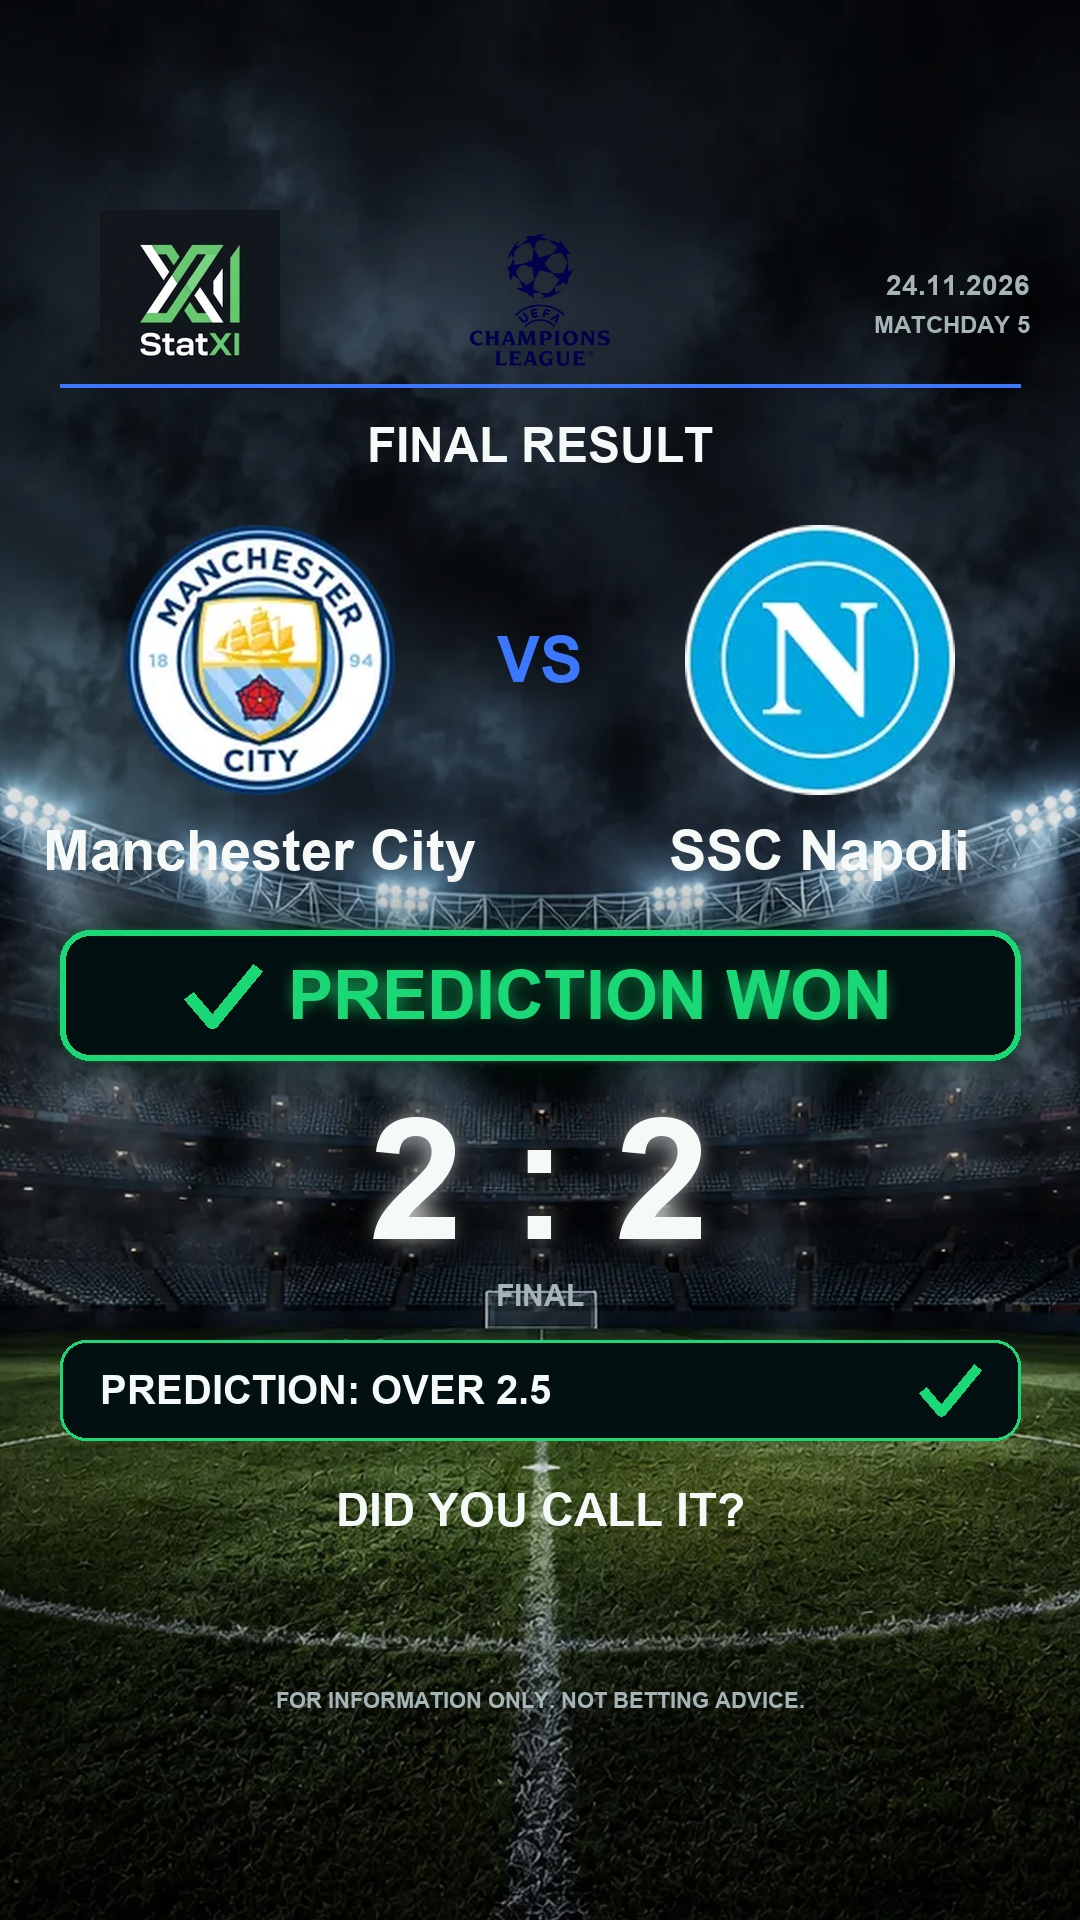 StatXI
UEFA
CHAMPIONS
LEAGUE
24.11.2026
MATCHDAY 5
FINAL RESULT
MANCHESTER
18 94
CITY
VS
N
Manchester City
SSC Napoli
PREDICTION WON
2 : 2
FINAL
PREDICTION: OVER 2.5
DID YOU CALL IT?
FOR INFORMATION ONLY. NOT BETTING ADVICE.